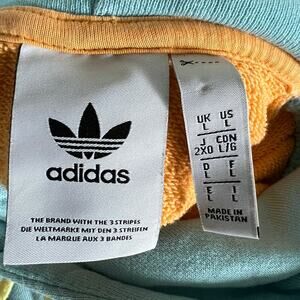 adidas
THE BRAND WITH THE 3 STRIPES
DIE WELTMARKE MIT DEN 3 STREIFEN
LA MARQUE AUX 3 BANDES
UK US
L L
J CDN
2XO L/G
D F
L L
E I
L L
MADE IN
PAKISTAN